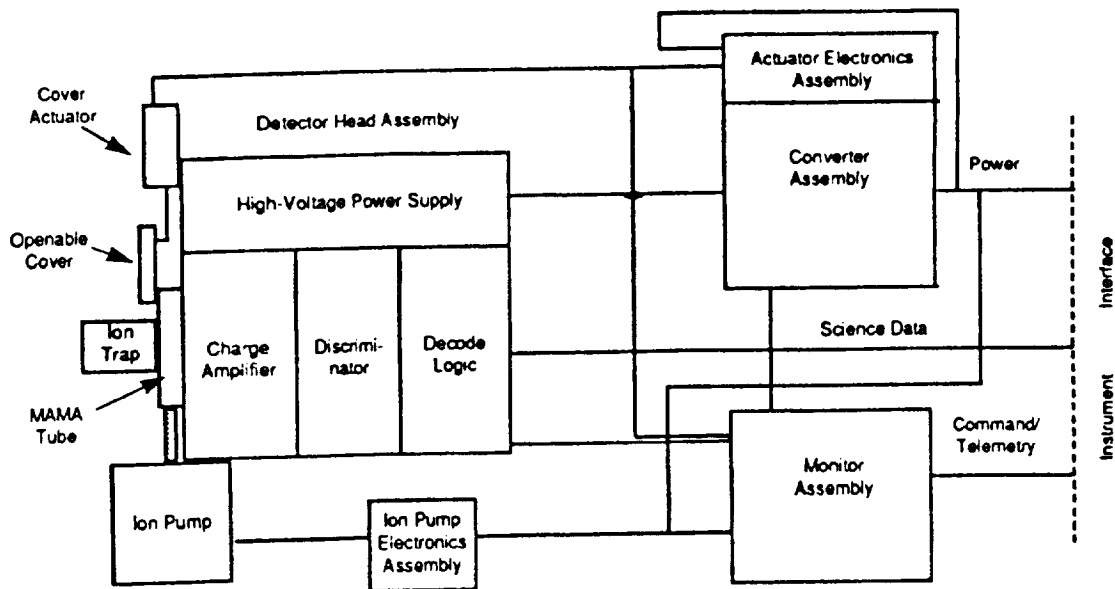 Cover
Actuator
Detector Head Assembly
Actuator Electronics
Assembly
Converter
Assembly
Power
High-Voltage Power Supply
Openable
Cover
Ion
Trap
Charge
Amplifier
Discrimi-
nator
Decode
Logic
Science Data
Instrument Interface
MAMA
Tube
Command/
Telemetry
Monitor
Assembly
Ion Pump
Ion Pump
Electronics
Assembly